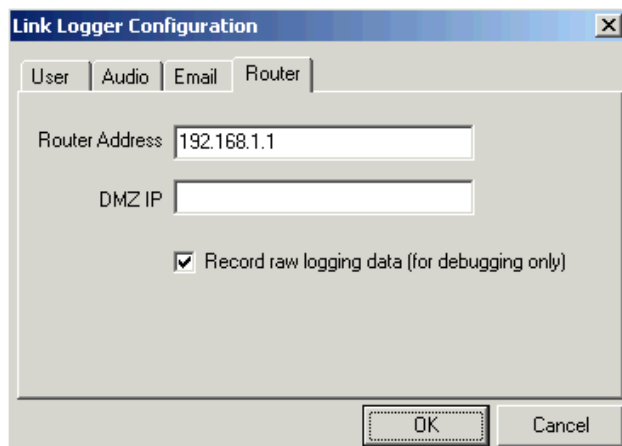 Link Logger Configuration
User Audio Email Router
Router Address 192.168.1.1
DMZ IP
Record raw logging data (for debugging only)
OK Cancel